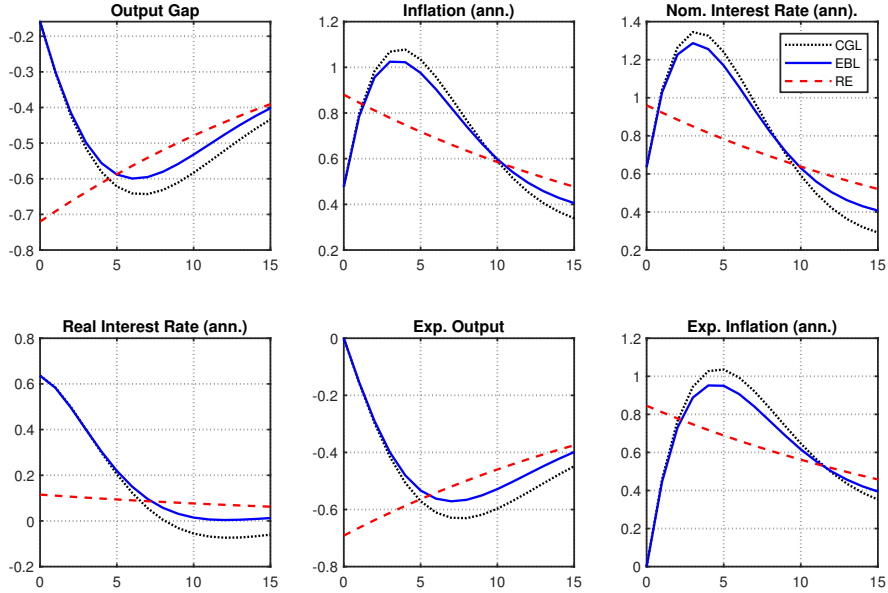 Output Gap
-0.2
-0.3
-0.4
-0.5
-0.6
-0.7
-0.8
0 5 10 15
Inflation (ann.)
1.2
1
0.8
0.6
0.4
0.2
0 5 10 15
Nom. Interest Rate (ann).
1.4
1.2
1
0.8
0.6
0.4
0.2
0 5 10 15
CGL
EBL
RE
Real Interest Rate (ann.)
0.8
0.6
0.4
0.2
0
-0.2
0 5 10 15
Exp. Output
0
-0.2
-0.4
-0.6
-0.8
0 5 10 15
Exp. Inflation (ann.)
1.2
1
0.8
0.6
0.4
0.2
0
0 5 10 15